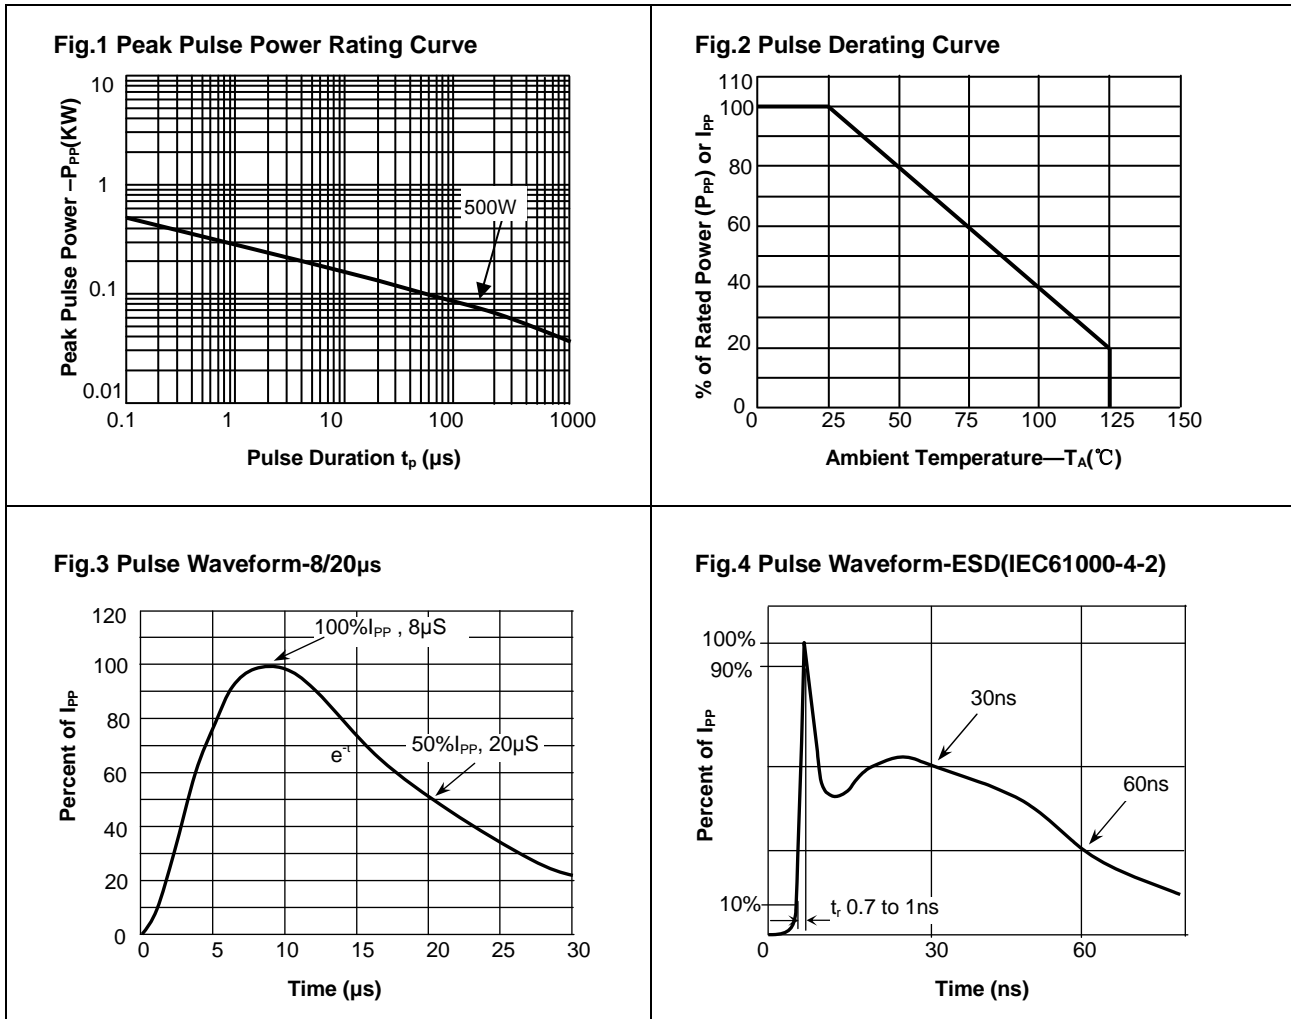 Fig.1 Peak Pulse Power Rating Curve
Peak Pulse Power –PPP(KW)
10
1
0.1
0.01
500W
0.1 1 10 100 1000
Pulse Duration tp (μs)
Fig.2 Pulse Derating Curve
% of Rated Power (PPP) or IPP
110
100
80
60
40
20
0
0 25 50 75 100 125 150
Ambient Temperature—TA(℃)
Fig.3 Pulse Waveform-8/20μs
Percent of IPP
120
100
80
60
40
20
0
100%IPP , 8μS
e-t
50%IPP, 20μS
0 5 10 15 20 25 30
Time (μs)
Fig.4 Pulse Waveform-ESD(IEC61000-4-2)
Percent of IPP
100%
90%
10%
30ns
60ns
tr 0.7 to 1ns
0 30 60
Time (ns)